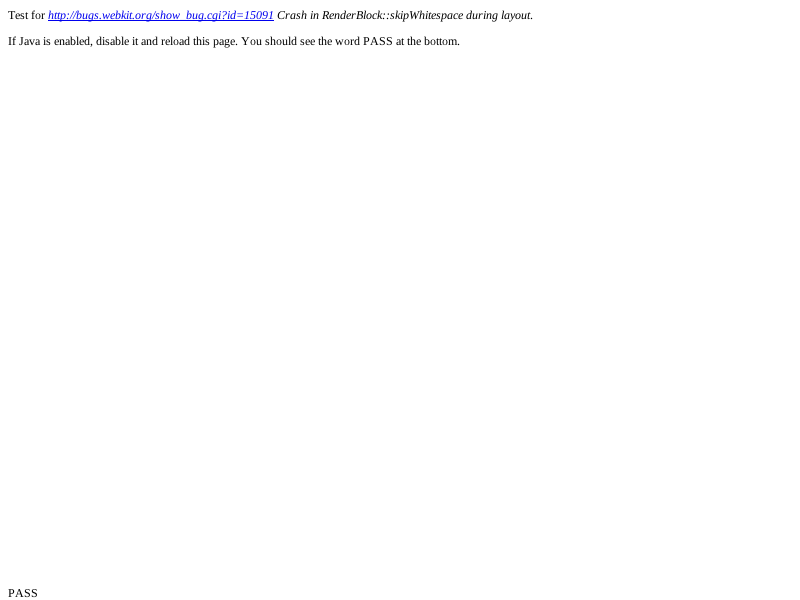 Test for http://bugs.webkit.org/show_bug.cgi?id=15091 Crash in RenderBlock::skipWhitespace during layout.
If Java is enabled, disable it and reload this page. You should see the word PASS at the bottom.
PASS